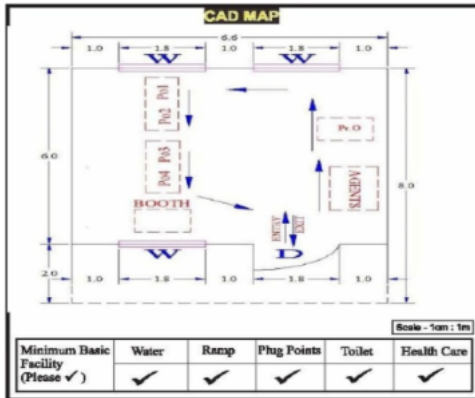 CAD MAP
6.6
1.0 1.8 1.0 1.8 1.0
W W
Po1
Po2
Po3
Po4
Pr.O
AGENTS
6.0
8.0
BOOTH
ENTRY
EXIT
W D
2.0
1.0 1.8 1.0 1.8 1.0
Scale - 1cm : 1m
Minimum Basic Facility (Please ✓) Water Ramp Plug Points Toilet Health Care
✓ ✓ ✓ ✓ ✓